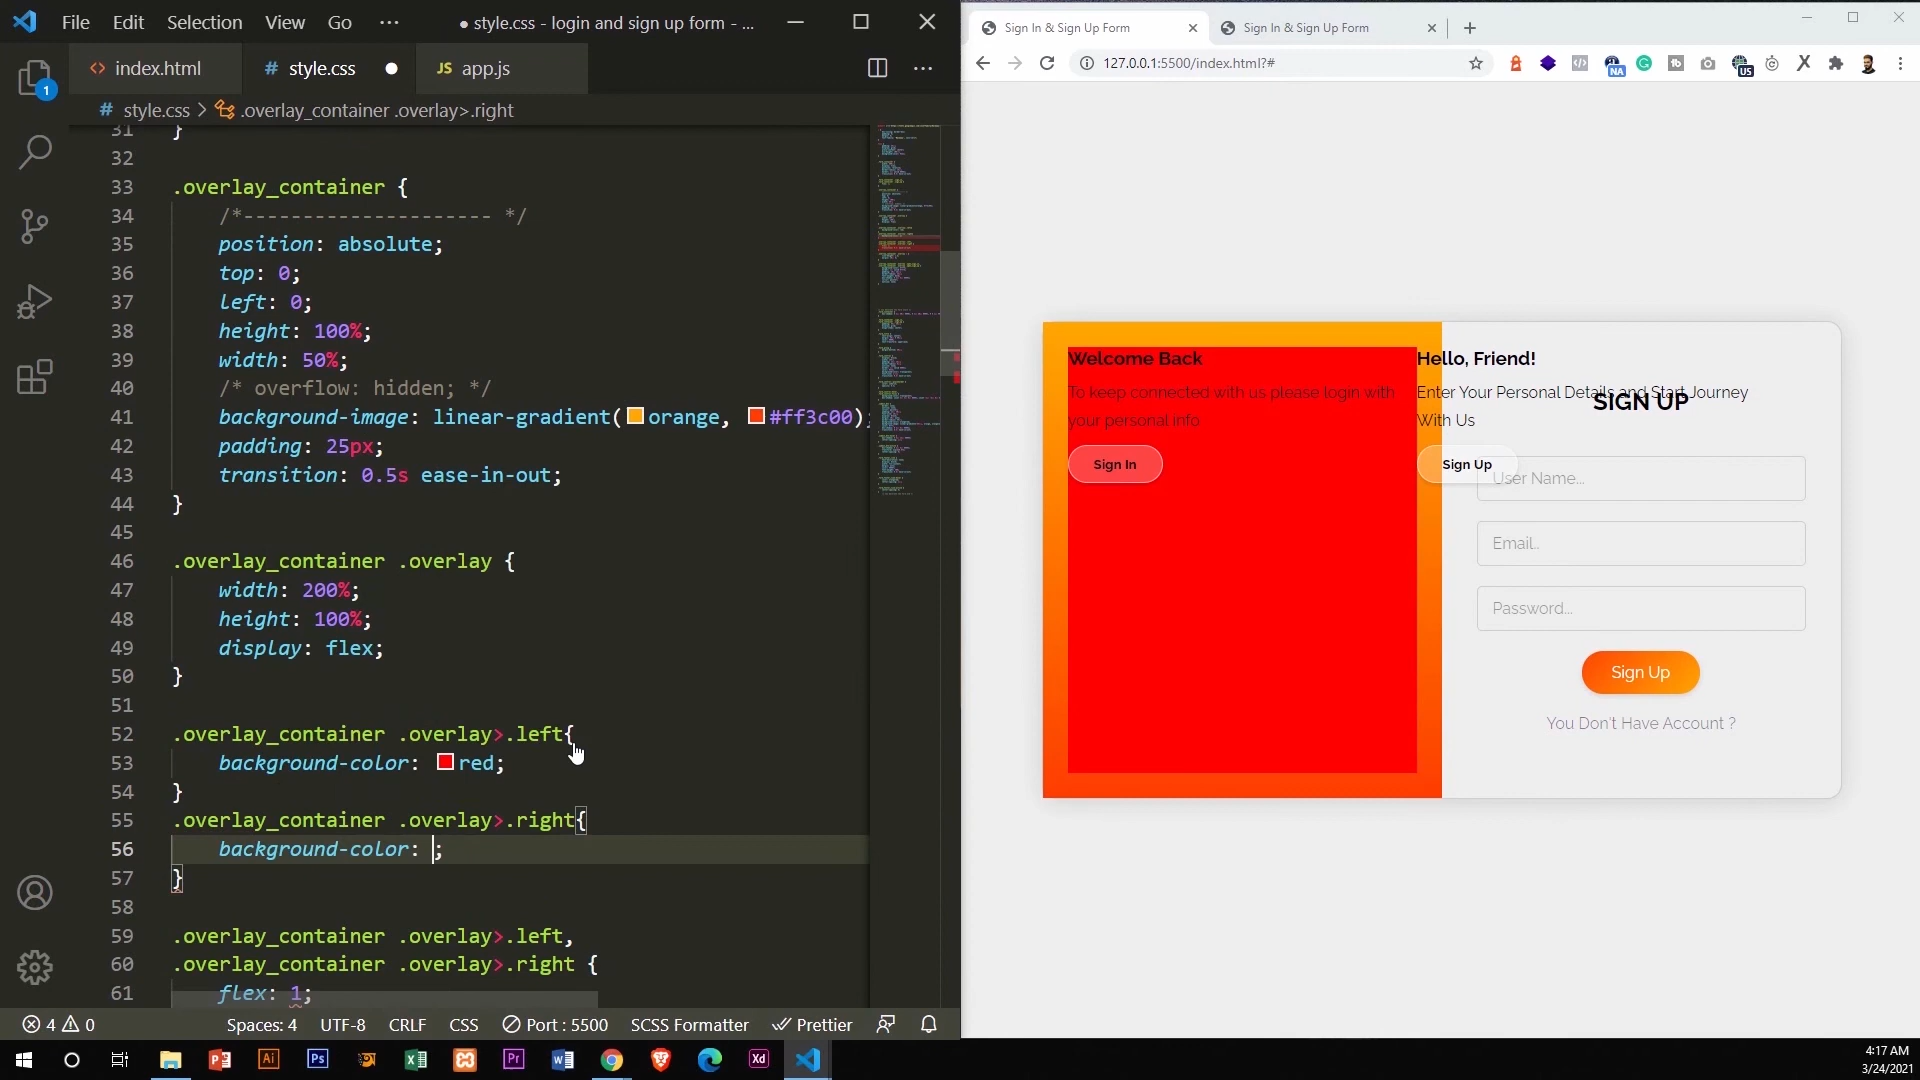 File Edit Selection View Go ··· ● style.css - login and sign up form - ...
<> index.html # style.css ● JS app.js ···
# style.css > .overlay_container .overlay>.right
31 }
32
33 .overlay_container {
34 /*--------------------- */
35 position: absolute;
36 top: 0;
37 left: 0;
38 height: 100%;
39 width: 50%;
40 /* overflow: hidden; */
41 background-image: linear-gradient(orange, #ff3c00);
42 padding: 25px;
43 transition: 0.5s ease-in-out;
44 }
45
46 .overlay_container .overlay {
47 width: 200%;
48 height: 100%;
49 display: flex;
50 }
51
52 .overlay_container .overlay>.left{
53 background-color: red;
54 }
55 .overlay_container .overlay>.right{
56 background-color: ;
57 }
58
59 .overlay_container .overlay>.left,
60 .overlay_container .overlay>.right {
61 flex: 1;
1
4 0 Spaces: 4 UTF-8 CRLF CSS Port : 5500 SCSS Formatter Prettier
Sign In & Sign Up Form Sign In & Sign Up Form
127.0.0.1:5500/index.html?#
NA US
Welcome Back
To keep connected with us please login with
your personal info
Sign In
Hello, Friend!
Enter Your Personal Details and Start Journey
With Us
Sign Up
SIGN UP
User Name...
Email..
Password...
Sign Up
You Don't Have Account ?
Ai Ps Pr Xd
4:17 AM
3/24/2021